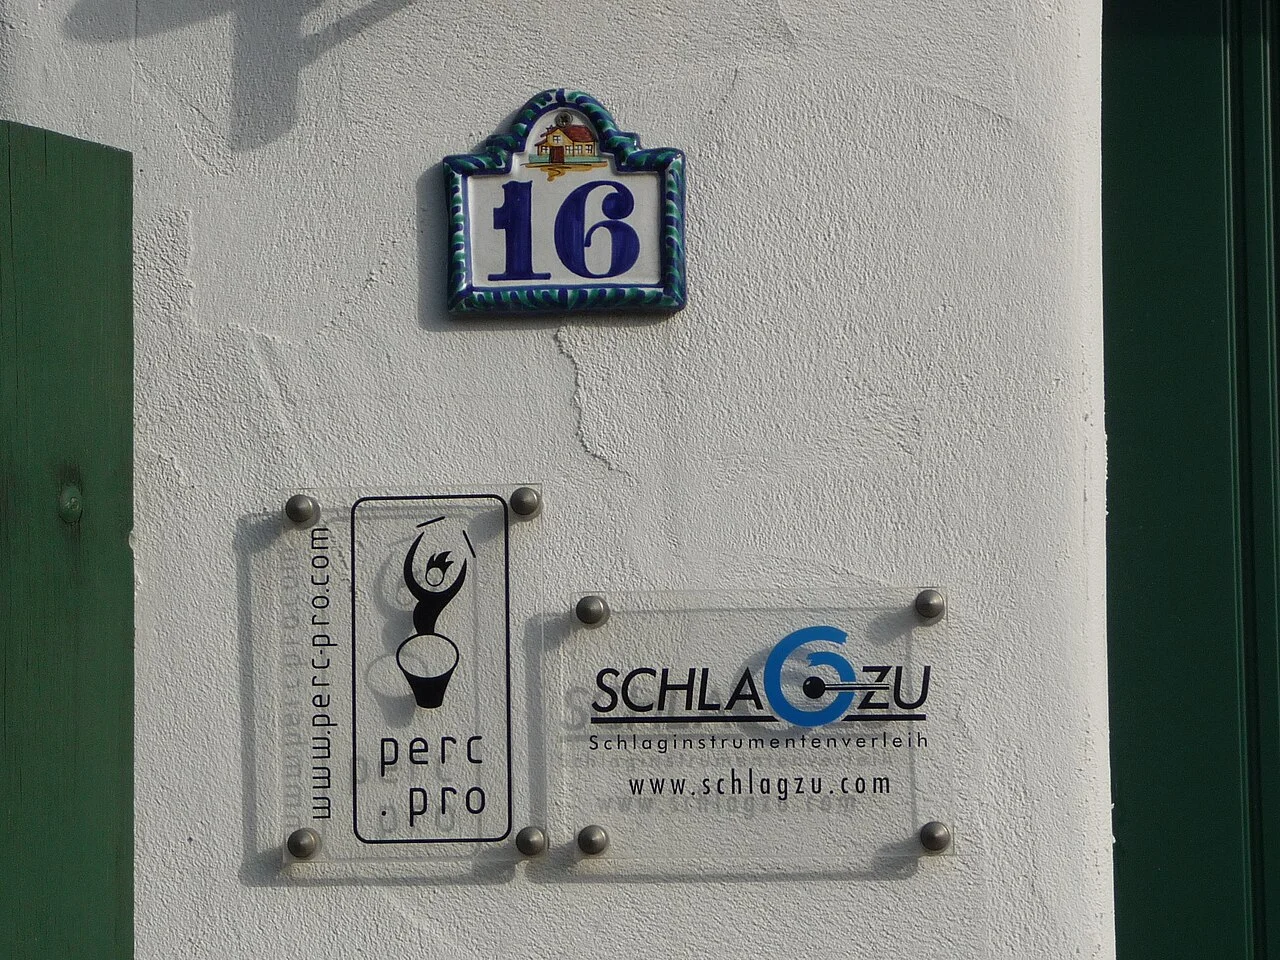 16
www.perc-pro.com
perc
.pro
SCHLAGZU
Schlaginstrumentenverleih
www.schlagzu.com